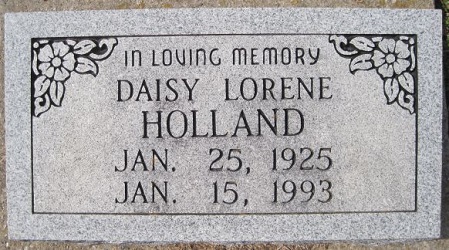 IN LOVING MEMORY
DAISY LORENE
HOLLAND
JAN. 25, 1925
JAN. 15, 1993